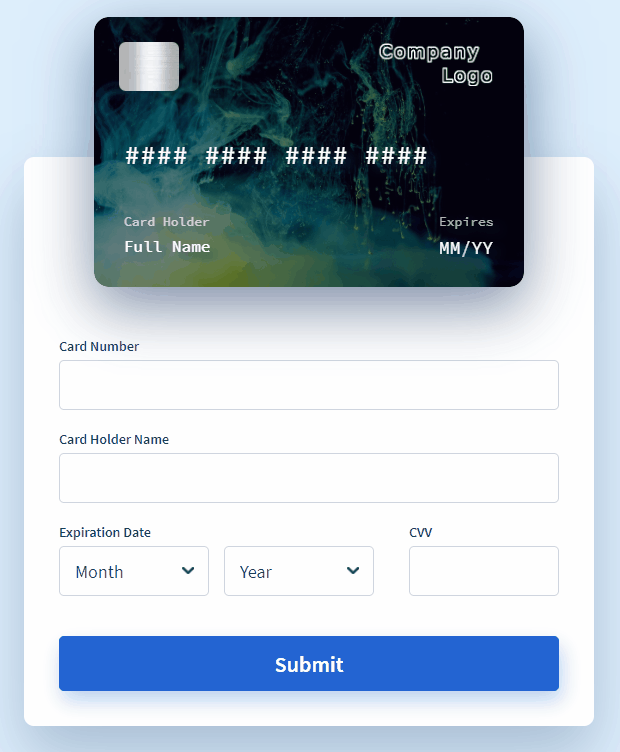 Company
Logo
#### #### #### ####
Card Holder
Expires
Full Name
MM/YY
Card Number
Card Holder Name
Expiration Date
CVV
Month
Year
Submit